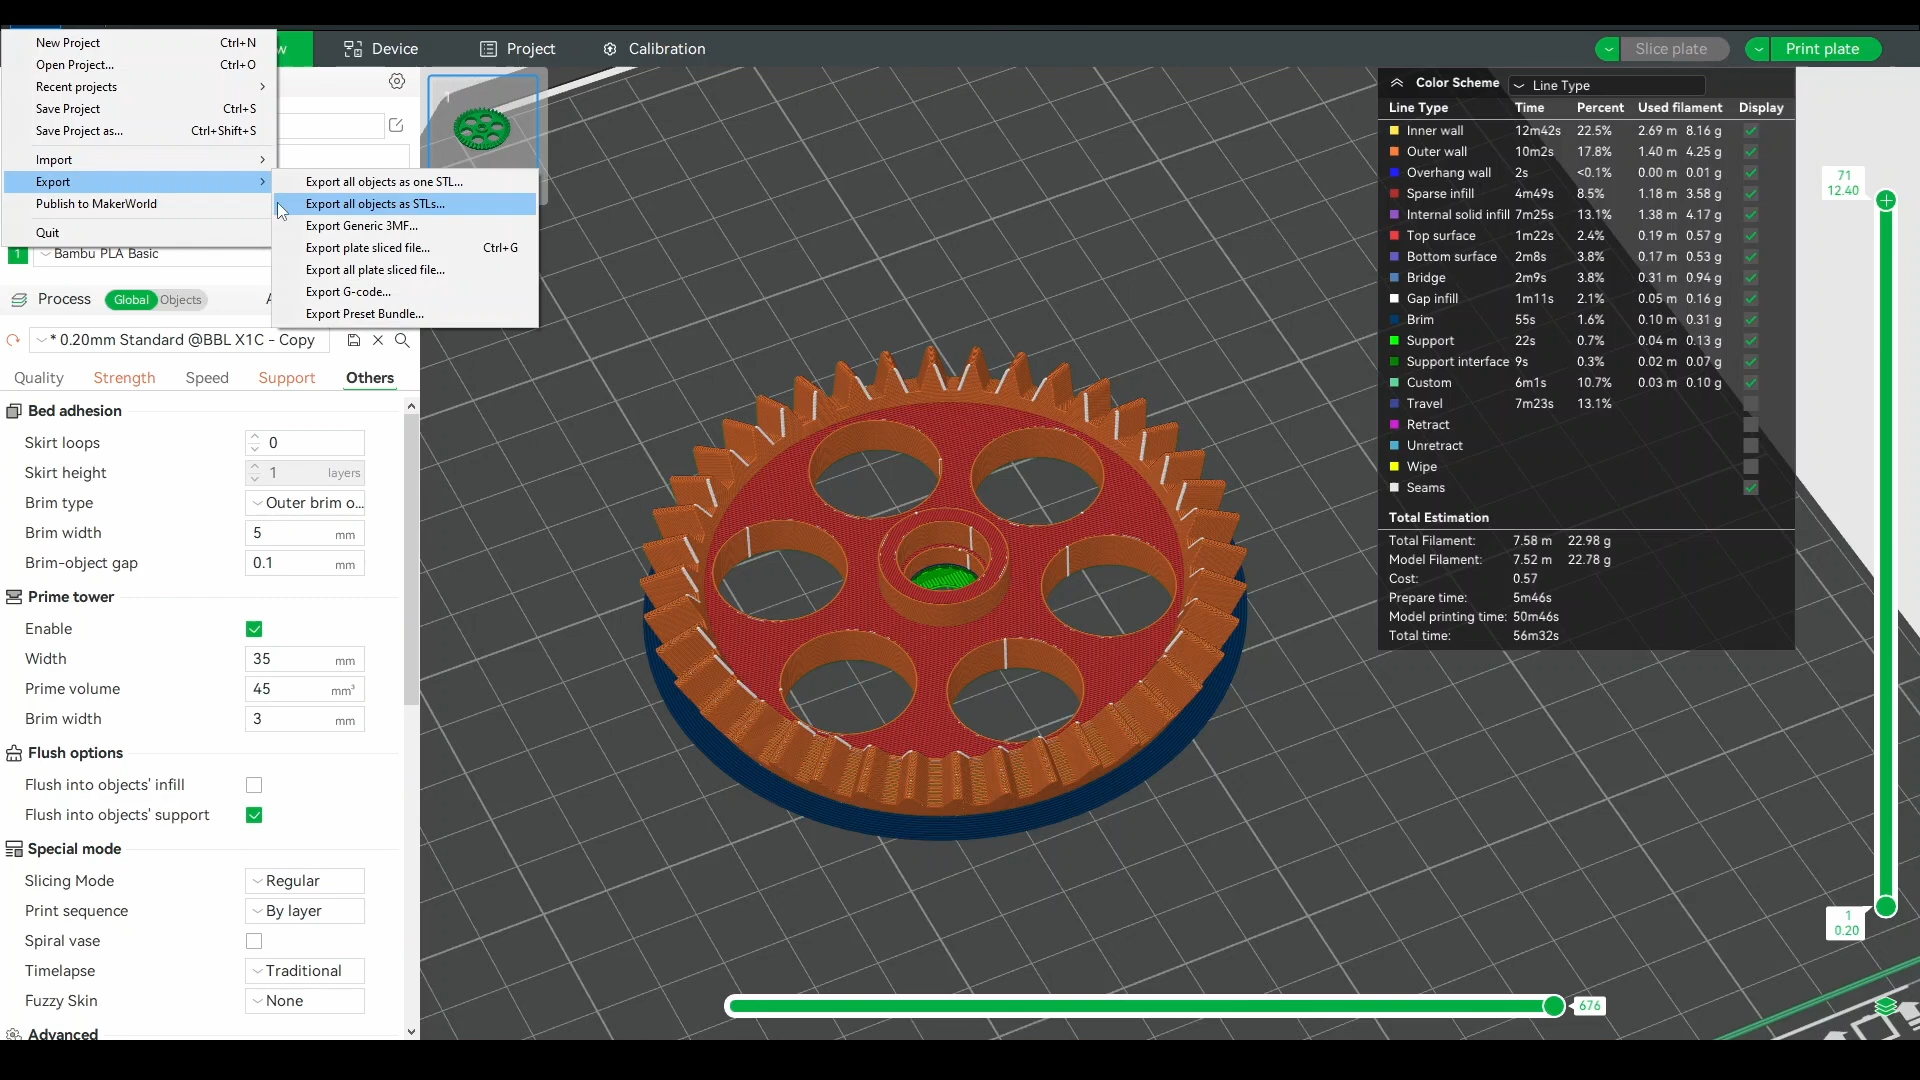 New Project Ctrl+N
Open Project... Ctrl+O
Recent projects
Save Project Ctrl+S
Save Project as... Ctrl+Shift+S
Import
Export
Publish to MakerWorld
Quit
Export all objects as one STL...
Export all objects as STLs...
Export Generic 3MF...
Export plate sliced file... Ctrl+G
Export all plate sliced file...
Export G-code...
Export Preset Bundle...
Device
Project
Calibration
Slice plate
Print plate
1
1 Bambu PLA Basic
Process Global Objects
* 0.20mm Standard @BBL X1C - Copy
Quality Strength Speed Support Others
Bed adhesion
Skirt loops 0
Skirt height 1 layers
Brim type Outer brim o...
Brim width 5 mm
Brim-object gap 0.1 mm
Prime tower
Enable
Width 35 mm
Prime volume 45 mm³
Brim width 3 mm
Flush options
Flush into objects' infill
Flush into objects' support
Special mode
Slicing Mode Regular
Print sequence By layer
Spiral vase
Timelapse Traditional
Fuzzy Skin None
Advanced
Color Scheme Line Type
Line Type Time Percent Used filament Display
Inner wall 12m42s 22.5% 2.69 m 8.16 g
Outer wall 10m2s 17.8% 1.40 m 4.25 g
Overhang wall 2s <0.1% 0.00 m 0.01 g
Sparse infill 4m49s 8.5% 1.18 m 3.58 g
Internal solid infill 7m25s 13.1% 1.38 m 4.17 g
Top surface 1m22s 2.4% 0.19 m 0.57 g
Bottom surface 2m8s 3.8% 0.17 m 0.53 g
Bridge 2m9s 3.8% 0.31 m 0.94 g
Gap infill 1m11s 2.1% 0.05 m 0.16 g
Brim 55s 1.6% 0.10 m 0.31 g
Support 22s 0.7% 0.04 m 0.13 g
Support interface 9s 0.3% 0.02 m 0.07 g
Custom 6m1s 10.7% 0.03 m 0.10 g
Travel 7m23s 13.1%
Retract
Unretract
Wipe
Seams
Total Estimation
Total Filament: 7.58 m 22.98 g
Model Filament: 7.52 m 22.78 g
Cost: 0.57
Prepare time: 5m46s
Model printing time: 50m46s
Total time: 56m32s
71
12.40
1
0.20
676